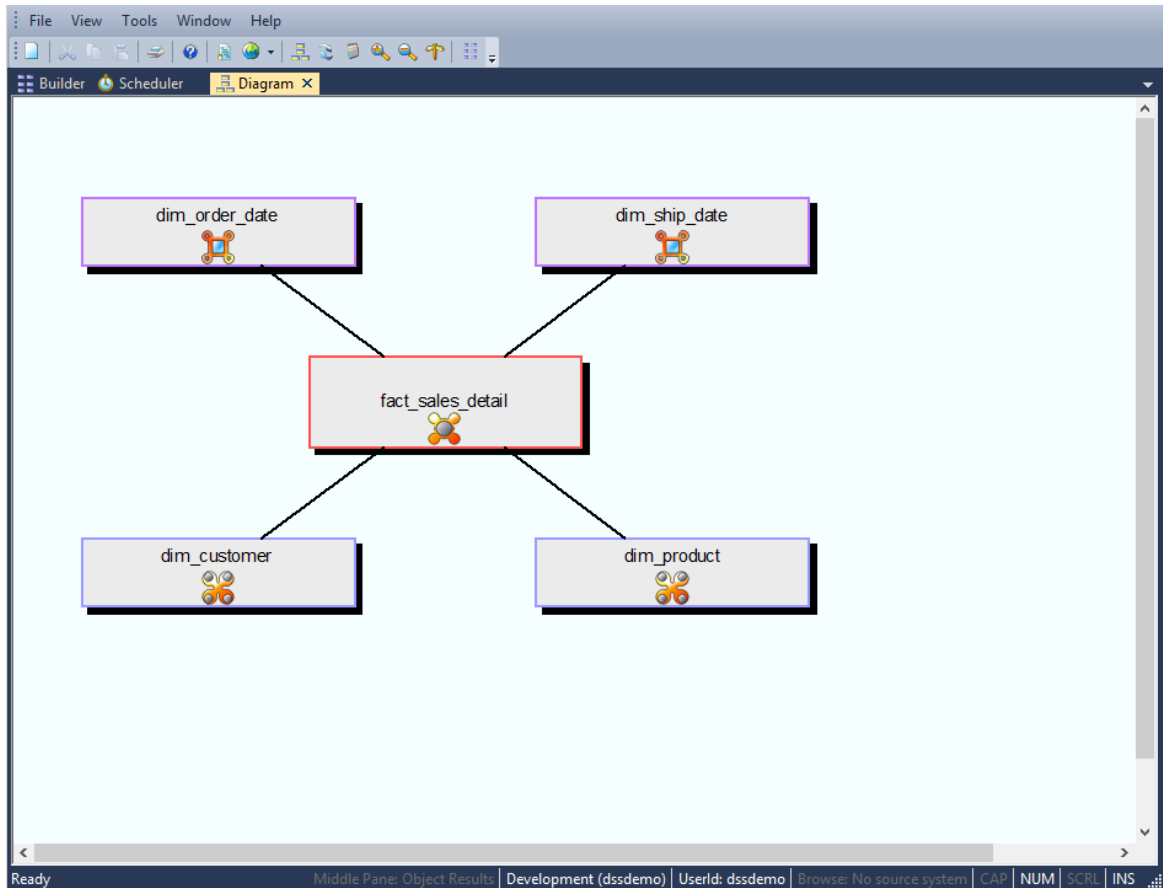 File View Tools Window Help
Builder Scheduler Diagram
dim_order_date dim_ship_date
fact_sales_detail
dim_customer dim_product
Ready Middle Pane: Object Results Development (dssdemo) UserId: dssdemo Browse: No source system CAP NUM SCRL INS